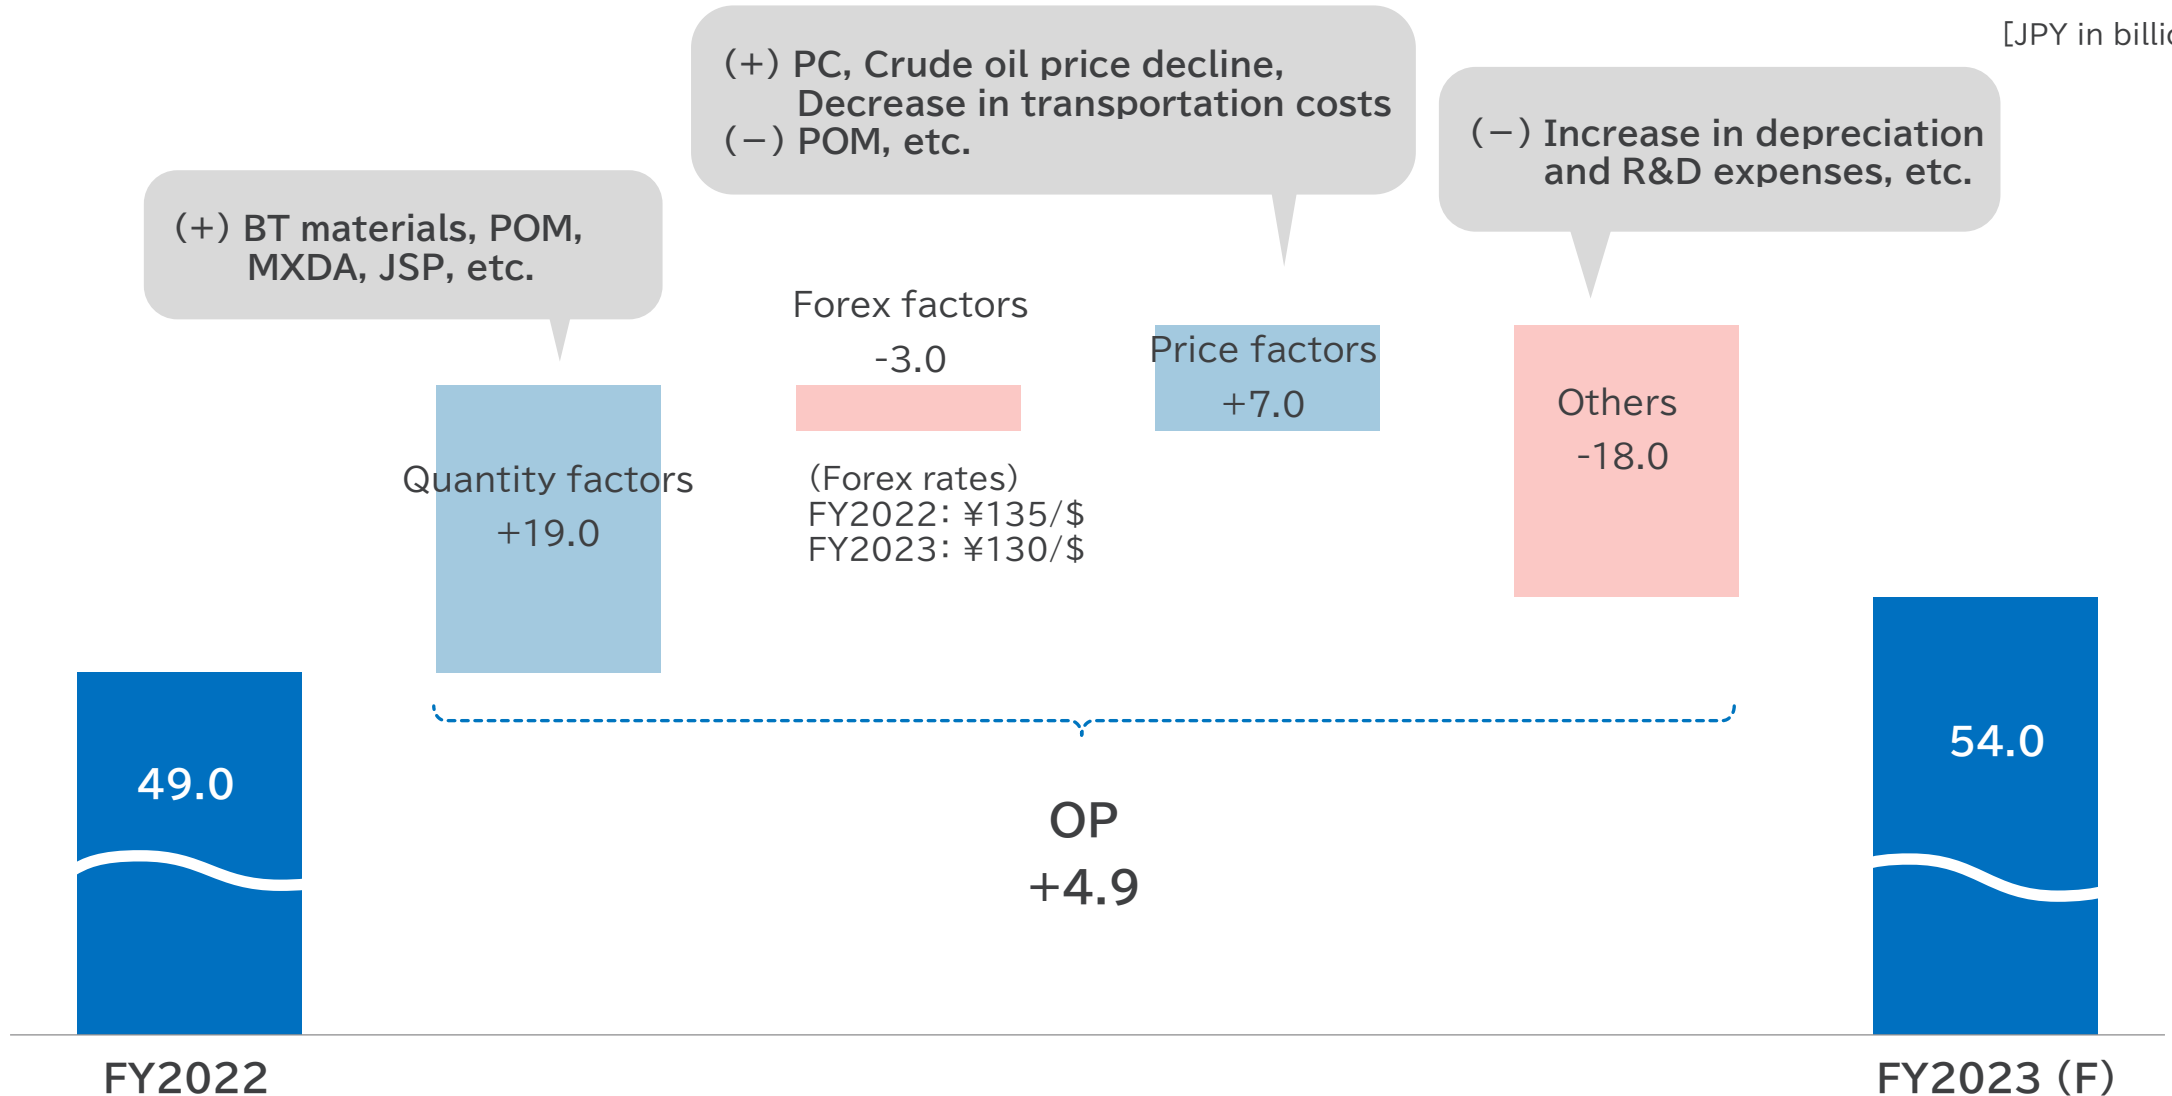 [JPY in billio
(+) PC, Crude oil price decline,
Decrease in transportation costs
(−) POM, etc.
(−) Increase in depreciation
and R&D expenses, etc.
(+) BT materials, POM,
MXDA, JSP, etc.
Forex factors
-3.0
Price factors
+7.0
Others
-18.0
Quantity factors
+19.0
(Forex rates)
FY2022: ¥135/$
FY2023: ¥130/$
49.0
54.0
OP
+4.9
FY2022
FY2023 (F)